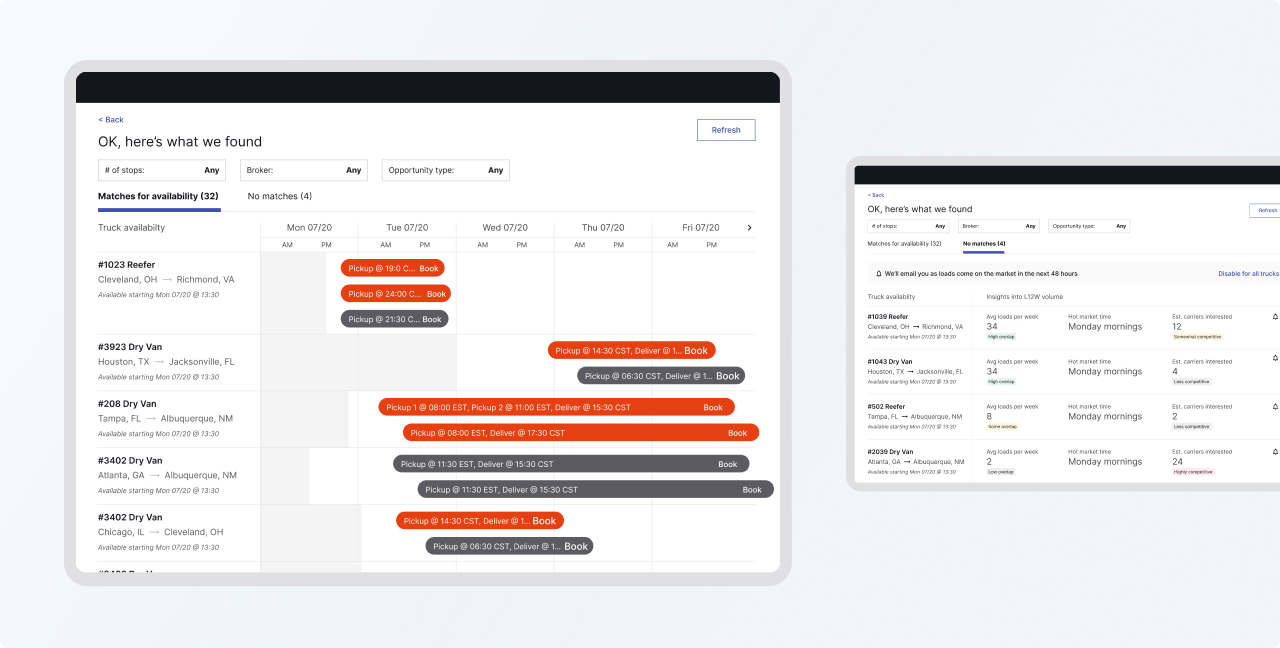 < Back
OK, here's what we found
Refresh
# of stops: Any Broker: Any Opportunity type: Any
Matches for availability (32) No matches (4)
Truck availabilty Mon 07/20 Tue 07/20 Wed 07/20 Thu 07/20 Fri 07/20
AM PM AM PM AM PM AM PM AM PM
#1023 Reefer
Cleveland, OH → Richmond, VA
Available starting Mon 07/20 @ 13:30
Pickup @ 19:0 C... Book
Pickup @ 24:00 C... Book
Pickup @ 21:30 C... Book
#3923 Dry Van
Houston, TX → Jacksonville, FL
Available starting Mon 07/20 @ 13:30
Pickup @ 14:30 CST, Deliver @ 1... Book
Pickup @ 06:30 CST, Deliver @ 1... Book
#208 Dry Van
Tampa, FL → Albuquerque, NM
Available starting Mon 07/20 @ 13:30
Pickup 1 @ 08:00 EST, Pickup 2 @ 11:00 EST, Deliver @ 15:30 CST Book
Pickup @ 08:00 EST, Deliver @ 17:30 CST Book
#3402 Dry Van
Atlanta, GA → Albuquerque, NM
Available starting Mon 07/20 @ 13:30
Pickup @ 11:30 EST, Deliver @ 15:30 CST Book
Pickup @ 11:30 EST, Deliver @ 15:30 CST Book
#3402 Dry Van
Chicago, IL → Cleveland, OH
Available starting Mon 07/20 @ 13:30
Pickup @ 14:30 CST, Deliver @ 1... Book
Pickup @ 06:30 CST, Deliver @ 1... Book
< Back
OK, here's what we found
Refresh
# of stops: Any Broker: Any Opportunity type: Any
Matches for availability (32) No matches (4)
We'll email you as loads come on the market in the next 48 hours Disable for all trucks
Truck availabilty Insights into L12W volume
#1039 Reefer
Cleveland, OH → Richmond, VA
Available starting Mon 07/20 @ 13:30
Avg loads per week Hot market time Est. carriers interested
34 Monday mornings 12
High overlap Somewhat competitive
#1043 Dry Van
Houston, TX → Jacksonville, FL
Available starting Mon 07/20 @ 13:30
Avg loads per week Hot market time Est. carriers interested
34 Monday mornings 4
High overlap Less competitive
#502 Reefer
Tampa, FL → Albuquerque, NM
Available starting Mon 07/20 @ 13:30
Avg loads per week Hot market time Est. carriers interested
8 Monday mornings 2
Some overlap Less competitive
#2039 Dry Van
Atlanta, GA → Albuquerque, NM
Available starting Mon 07/20 @ 13:30
Avg loads per week Hot market time Est. carriers interested
2 Monday mornings 24
Low overlap Highly competitive